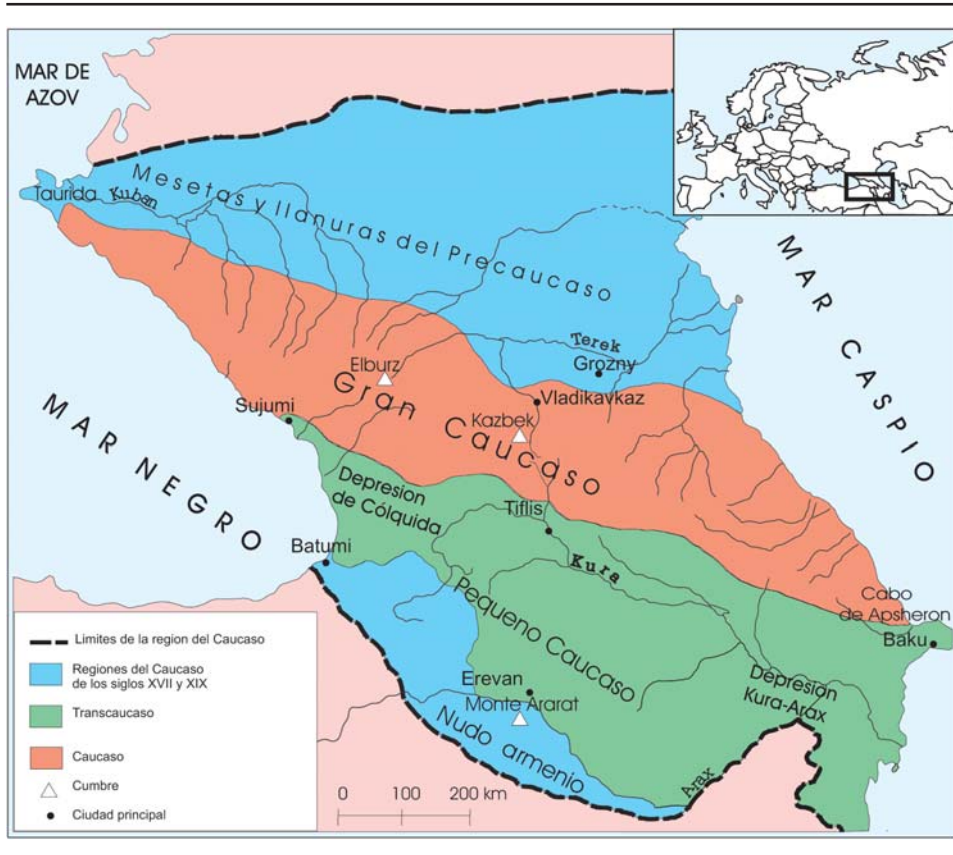 MAR DE
AZOV
Taurida
Kuban
Mesetas y llanuras del Precaucaso
MAR CASPIO
Terek
Grozny
Elburz
Vladikavkaz
Gran Caucaso
Kazbek
Sujumi
MAR NEGRO
Depresion
de Cólquida
Tiflis
Batumi
Kura
Pequeno Caucaso
Cabo
de Apsheron
Baku
Erevan
Monte Ararat
Depresion
Kura-Arax
Nudo armenio
Arax
Limites de la region del Caucaso
Regiones del Caucaso
de los siglos XVII y XIX
Transcaucaso
Caucaso
Cumbre
Ciudad principal
0 100 200 km